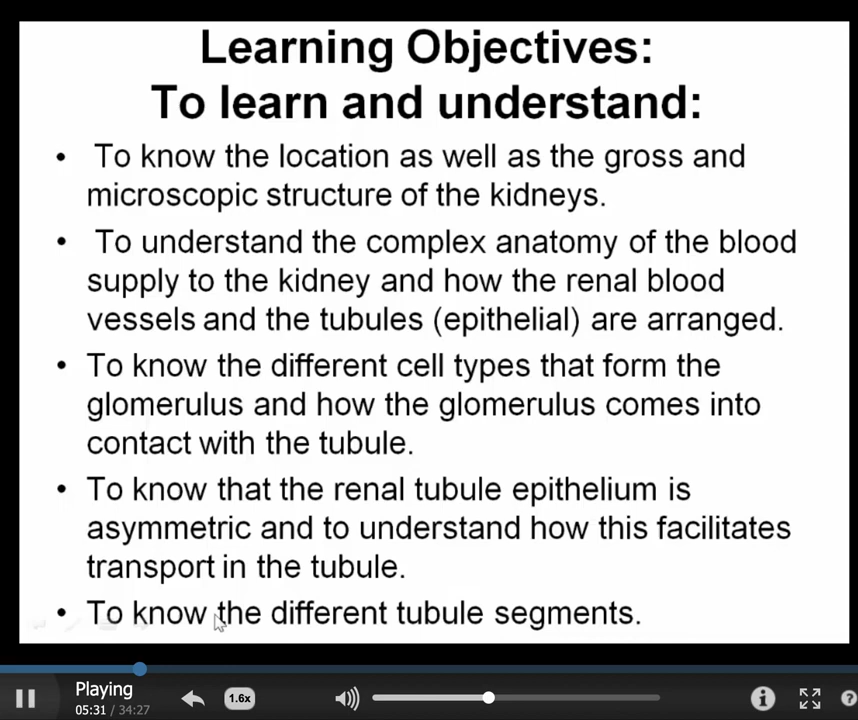 Learning Objectives:
To learn and understand:
• To know the location as well as the gross and
microscopic structure of the kidneys.
• To understand the complex anatomy of the blood
supply to the kidney and how the renal blood
vessels and the tubules (epithelial) are arranged.
• To know the different cell types that form the
glomerulus and how the glomerulus comes into
contact with the tubule.
• To know that the renal tubule epithelium is
asymmetric and to understand how this facilitates
transport in the tubule.
• To know the different tubule segments.
Playing
05:31 / 34:27
1.6x